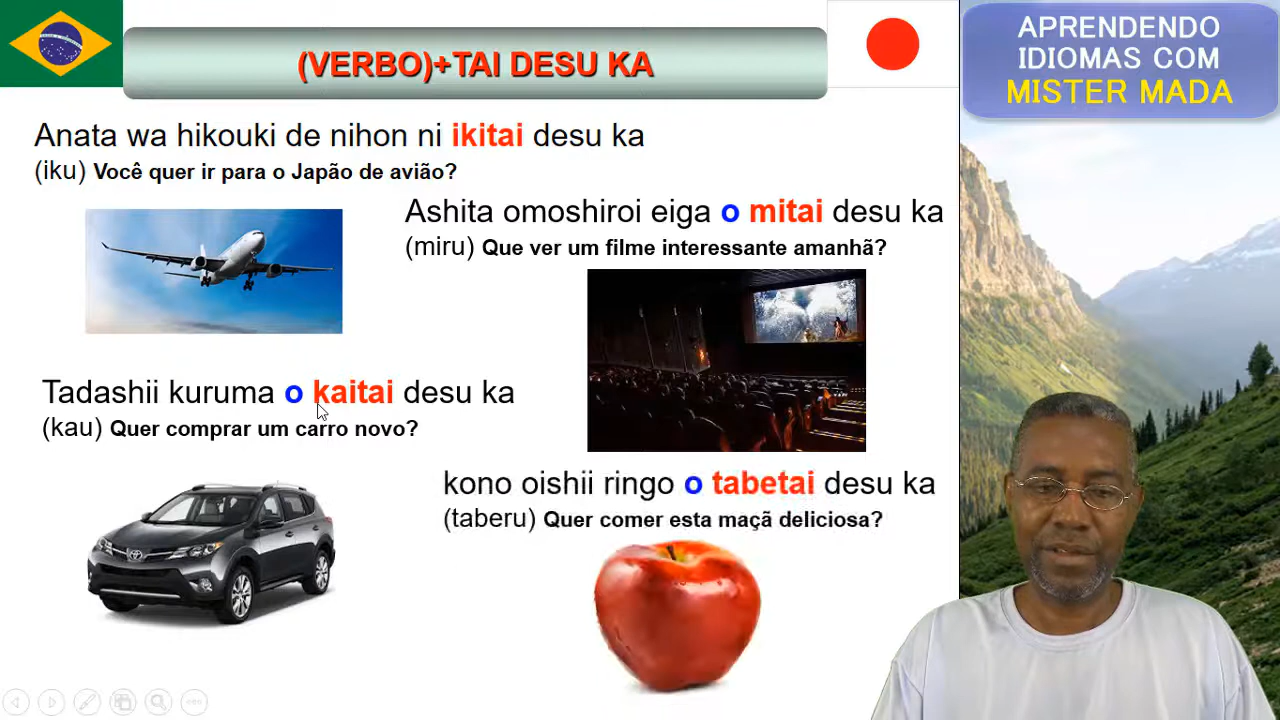 (VERBO)+TAI DESU KA
APRENDENDO
IDIOMAS COM
MISTER MADA
Anata wa hikouki de nihon ni ikitai desu ka
(iku) Você quer ir para o Japão de avião?
Ashita omoshiroi eiga o mitai desu ka
(miru) Que ver um filme interessante amanhã?
Tadashii kuruma o kaitai desu ka
(kau) Quer comprar um carro novo?
kono oishii ringo o tabetai desu ka
(taberu) Quer comer esta maçã deliciosa?